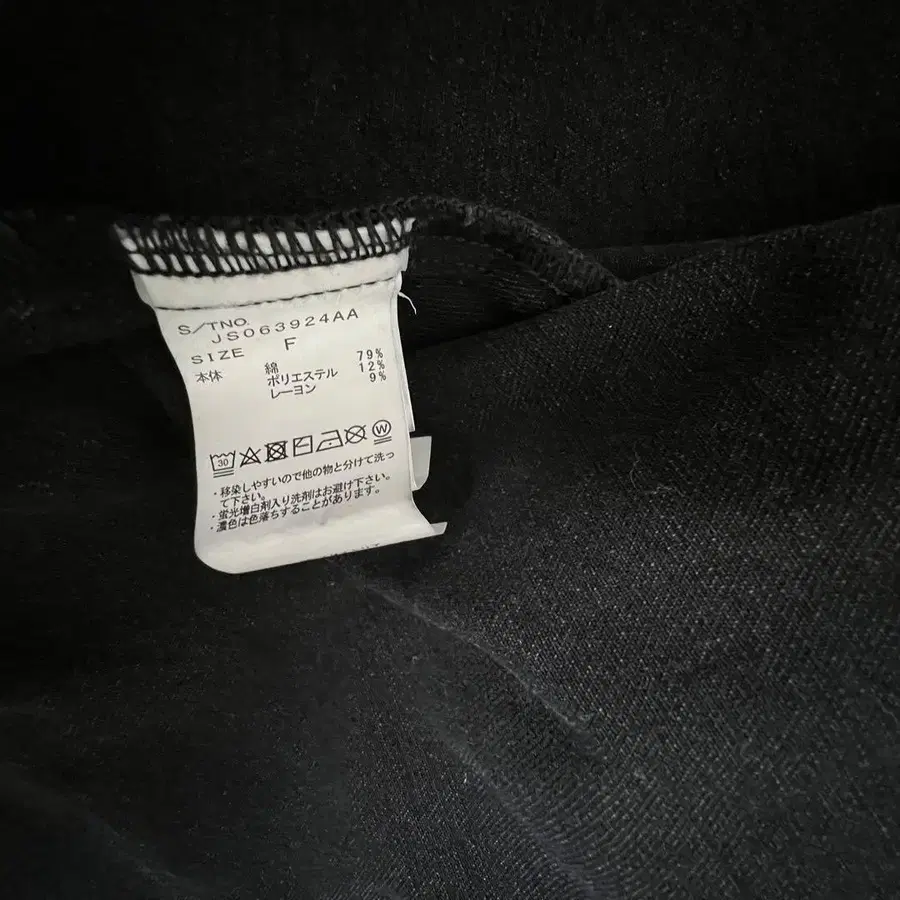 S/TNO.
JS063924AA
SIZE F
本体 綿 79%
ポリエステル 12%
レーヨン 9%
30 W
・移染しやすいので他の物と分けて洗っ
て下さい。
・蛍光増白剤入り洗剤はお避け下さい。
・濃色は色落ちすることがあります。